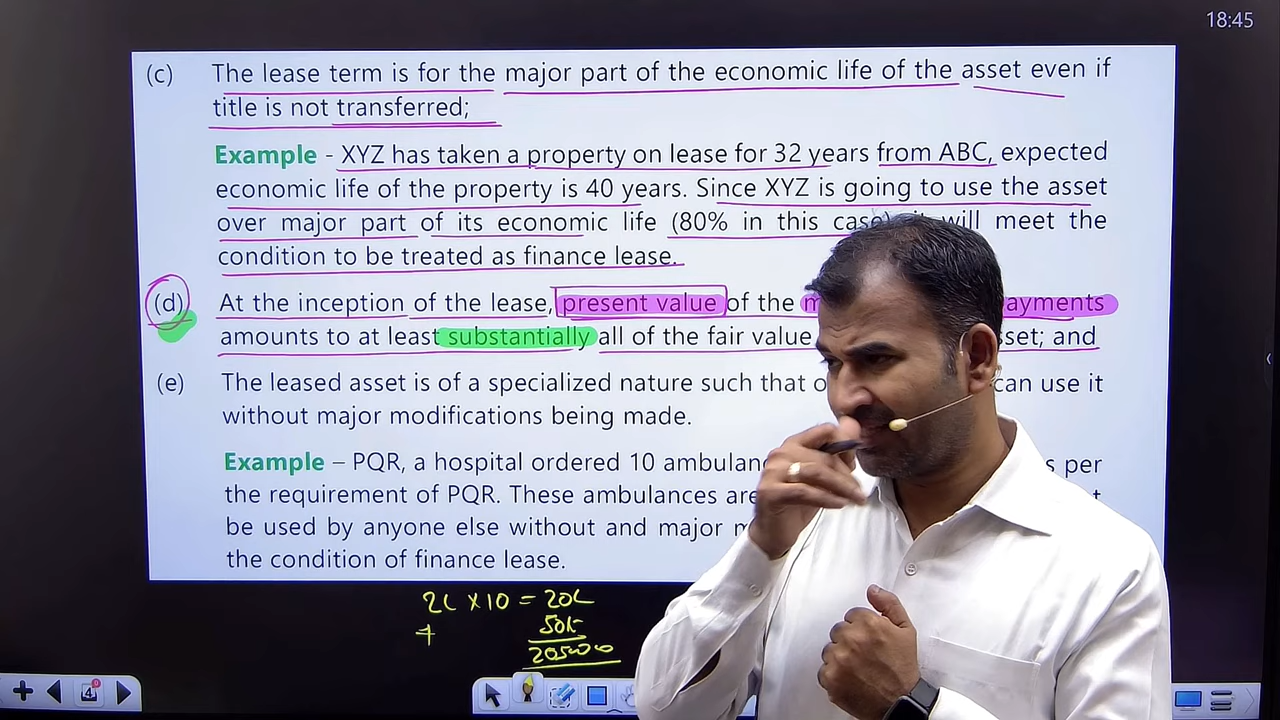 18:45
(c) The lease term is for the major part of the economic life of the asset even if
title is not transferred;
Example - XYZ has taken a property on lease for 32 years from ABC, expected
economic life of the property is 40 years. Since XYZ is going to use the asset
over major part of its economic life (80% in this case) it will meet the
condition to be treated as finance lease.
(d) At the inception of the lease, present value of the
amounts to at least substantially all of the fair value and
(e) The leased asset is of a specialized nature such that can use it
without major modifications being made.
Example – PQR, a hospital ordered 10 per
the requirement of PQR. These ambulances are
be used by anyone else without and major
the condition of finance lease.
2L × 10 = 20L
+ 50K
2050000
4